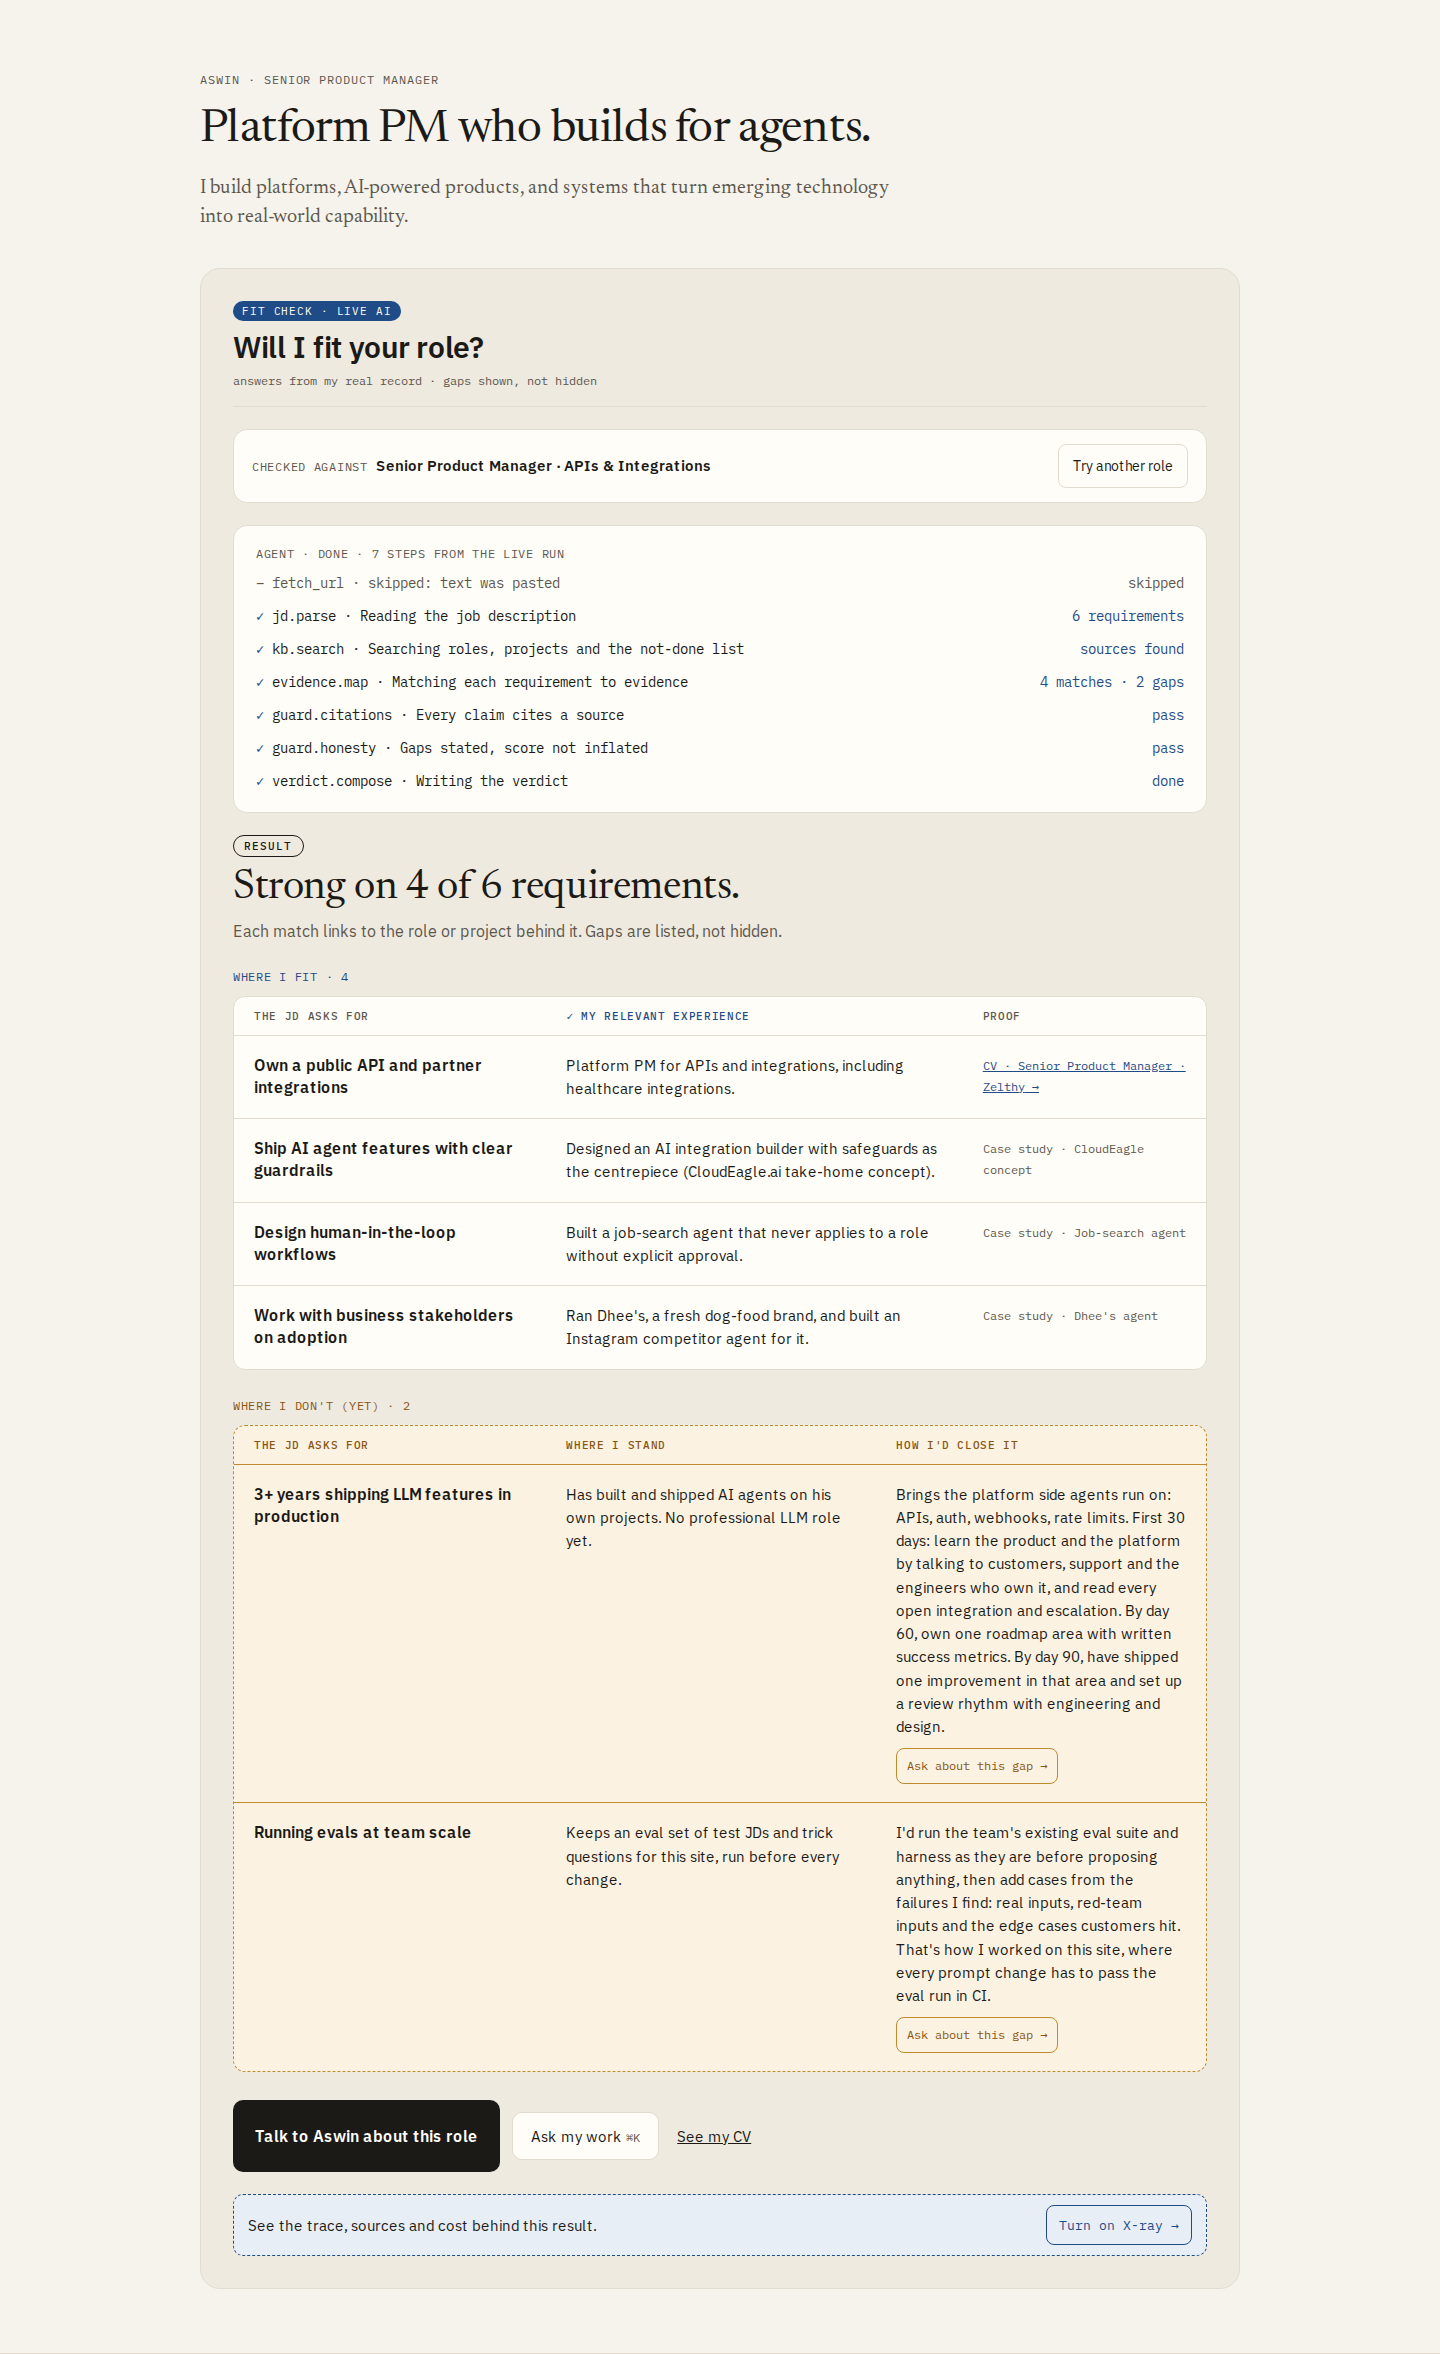 ASWIN · SENIOR PRODUCT MANAGER
Platform PM who builds for agents.
I build platforms, AI-powered products, and systems that turn emerging technology
into real-world capability.
FIT CHECK · LIVE AI
Will I fit your role?
answers from my real record · gaps shown, not hidden
CHECKED AGAINST Senior Product Manager · APIs & Integrations
Try another role
AGENT · DONE · 7 STEPS FROM THE LIVE RUN
– fetch_url · skipped: text was pasted skipped
✓ jd.parse · Reading the job description 6 requirements
✓ kb.search · Searching roles, projects and the not-done list sources found
✓ evidence.map · Matching each requirement to evidence 4 matches · 2 gaps
✓ guard.citations · Every claim cites a source pass
✓ guard.honesty · Gaps stated, score not inflated pass
✓ verdict.compose · Writing the verdict done
RESULT
Strong on 4 of 6 requirements.
Each match links to the role or project behind it. Gaps are listed, not hidden.
WHERE I FIT · 4
THE JD ASKS FOR
✓ MY RELEVANT EXPERIENCE
PROOF
Own a public API and partner
integrations
Platform PM for APIs and integrations, including
healthcare integrations.
CV · Senior Product Manager ·
Zelthy →
Ship AI agent features with clear
guardrails
Designed an AI integration builder with safeguards as
the centrepiece (CloudEagle.ai take-home concept).
Case study · CloudEagle
concept
Design human-in-the-loop
workflows
Built a job-search agent that never applies to a role
without explicit approval.
Case study · Job-search agent
Work with business stakeholders
on adoption
Ran Dhee's, a fresh dog-food brand, and built an
Instagram competitor agent for it.
Case study · Dhee's agent
WHERE I DON'T (YET) · 2
THE JD ASKS FOR
WHERE I STAND
HOW I'D CLOSE IT
3+ years shipping LLM features in
production
Has built and shipped AI agents on his
own projects. No professional LLM role
yet.
Brings the platform side agents run on:
APIs, auth, webhooks, rate limits. First 30
days: learn the product and the platform
by talking to customers, support and the
engineers who own it, and read every
open integration and escalation. By day
60, own one roadmap area with written
success metrics. By day 90, have shipped
one improvement in that area and set up
a review rhythm with engineering and
design.
Ask about this gap →
Running evals at team scale
Keeps an eval set of test JDs and trick
questions for this site, run before every
change.
I'd run the team's existing eval suite and
harness as they are before proposing
anything, then add cases from the
failures I find: real inputs, red-team
inputs and the edge cases customers hit.
That's how I worked on this site, where
every prompt change has to pass the
eval run in CI.
Ask about this gap →
Talk to Aswin about this role
Ask my work ⌘K
See my CV
See the trace, sources and cost behind this result.
Turn on X-ray →